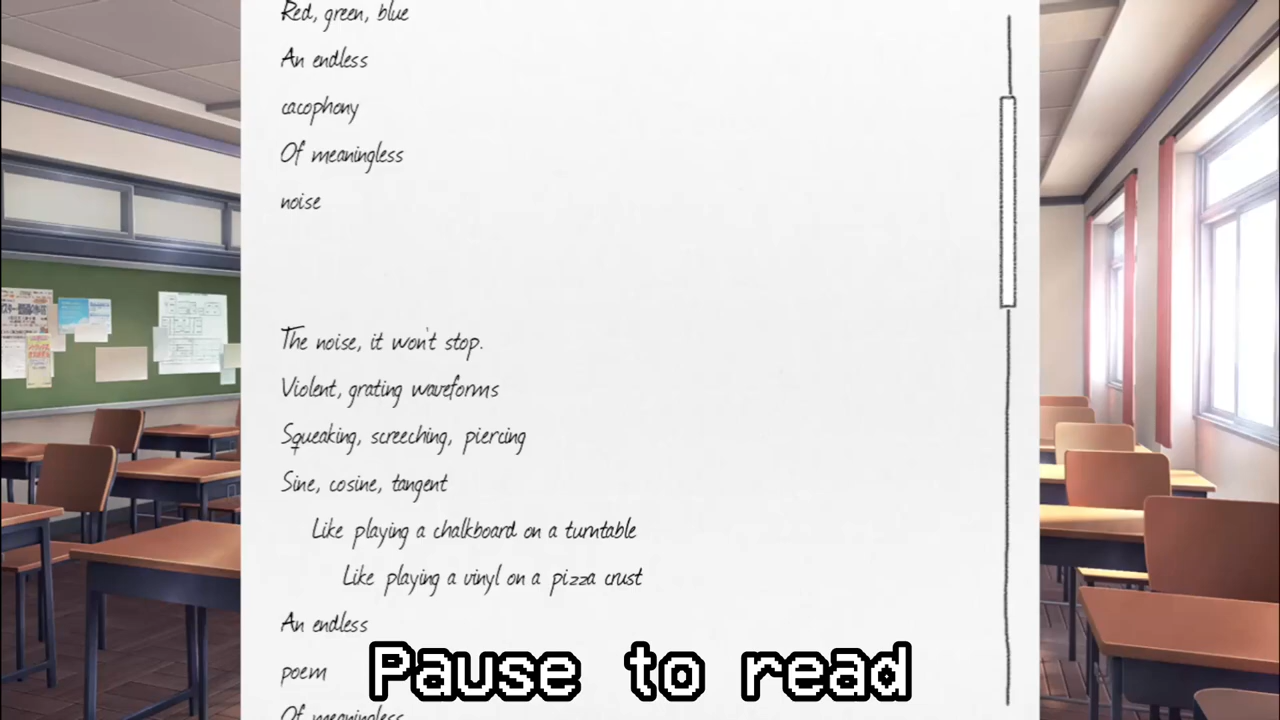 Red, green, blue
An endless
cacophony
Of meaningless
noise
The noise, it won't stop.
Violent, grating waveforms
Squeaking, screeching, piercing
Sine, cosine, tangent
Like playing a chalkboard on a turntable
Like playing a vinyl on a pizza crust
An endless
poem
Of meaningless
Pause to read